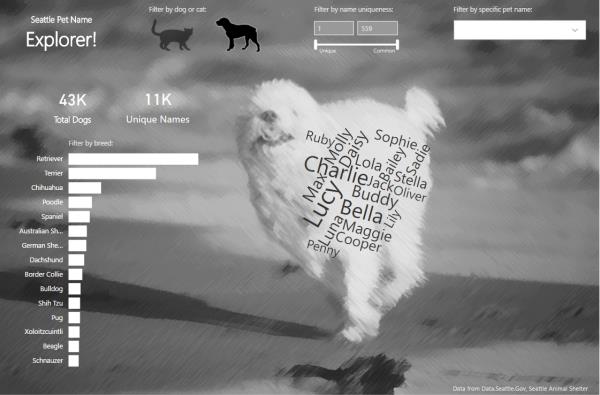 Seattle Pet Name
Explorer!
Filter by dog or cat:
Filter by name uniqueness:
1
559
Unique
Common
Filter by specific pet name:
43K
Total Dogs
11K
Unique Names
Filter by breed:
Retriever
Terrier
Chihuahua
Poodle
Spaniel
Australian Sh...
German She...
Dachshund
Border Collie
Bulldog
Shih Tzu
Pug
Xoloitzcuintli
Beagle
Schnauzer
Ruby
Molly
Daisy
Sophie
Bailey
Sadie
Charlie
Lola
Stella
Max
Jack
Oliver
Buddy
Lucy
Bella
Lily
Luna
Maggie
Cooper
Penny
Data from Data.Seattle.Gov, Seattle Animal Shelter